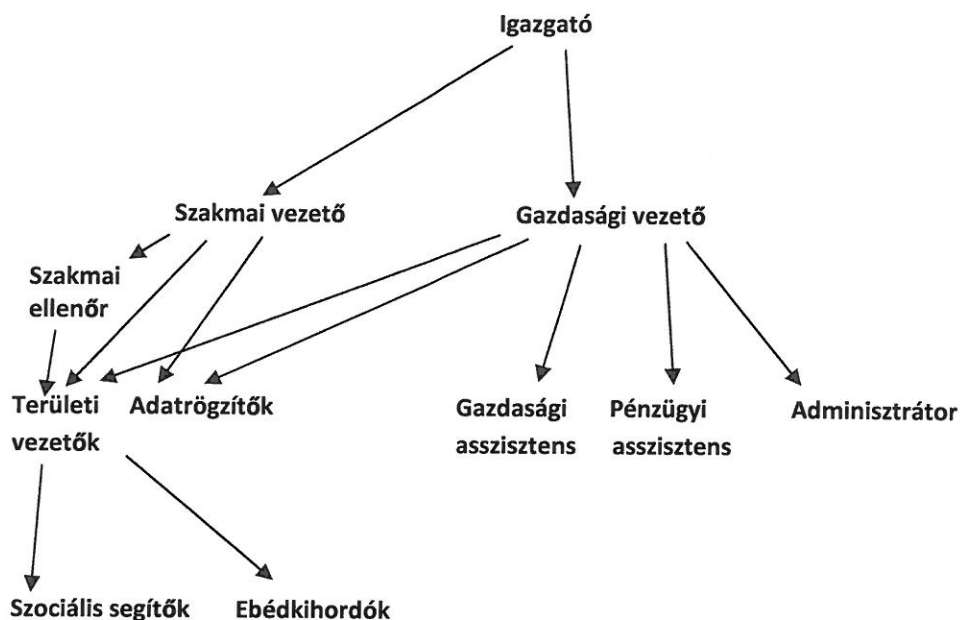 Igazgató
Szakmai vezető
Gazdasági vezető
Szakmai
ellenőr
Területi
vezetők
Adatrögzítők
Gazdasági
asszisztens
Pénzügyi
asszisztens
Adminisztrátor
Szociális segítők
Ebédkihordók